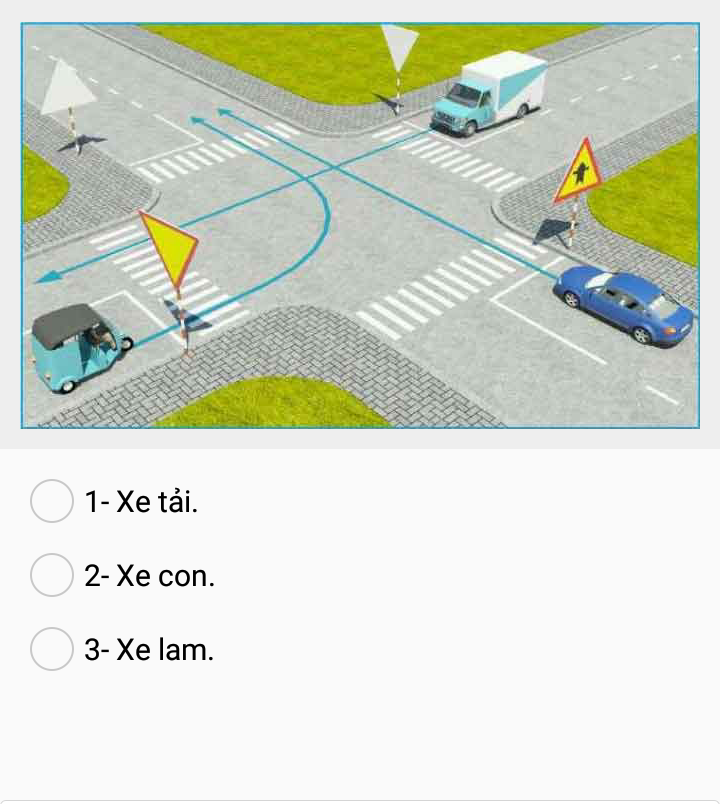 1- Xe tải.
2- Xe con.
3- Xe lam.